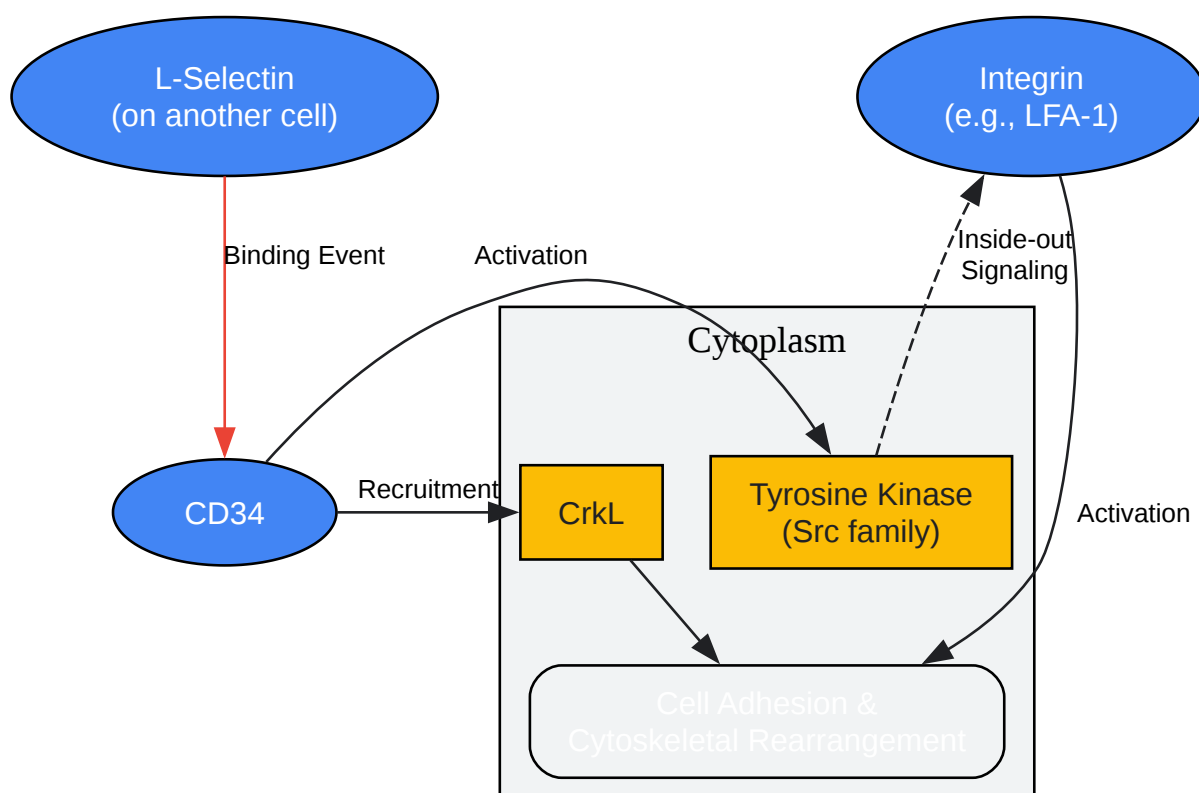 L-Selectin
(on another cell)
Integrin
(e.g., LFA-1)
Binding Event
Activation
Inside-out
Signaling
Cytoplasm
CD34
Recruitment
CrkL
Tyrosine Kinase
(Src family)
Activation
Cell Adhesion &
Cytoskeletal Rearrangement